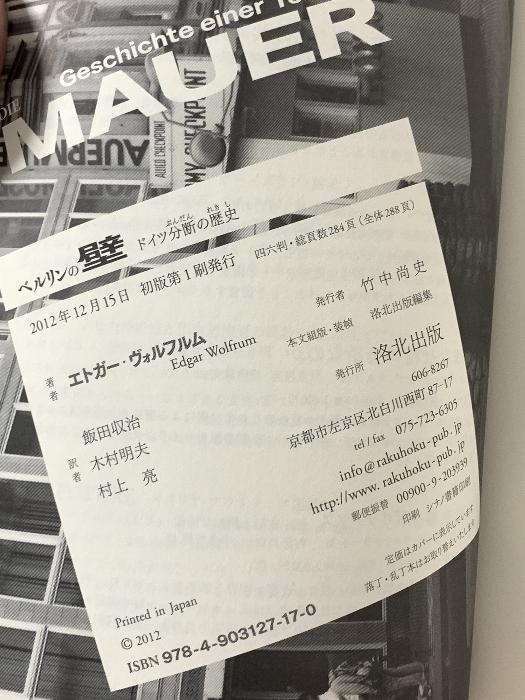 Geschichte einer
DIE
MAUER
ALLIED CHECKPOINT
ベルリンの壁 ドイツ分断の歴史
ぶんだん れきし
2012年12月15日 初版第1刷発行 四六判・総頁数284頁(全体288頁)
著者 エトガー・ヴォルフルム
Edgar Wolfrum
訳者 飯田収治
木村明夫
村上 亮
発行者 竹中尚史
本文組版・装幀 洛北出版編集
発行所 洛北出版
606-8267
京都市左京区北白川西町87-17
tel / fax 075-723-6305
info@rakuhoku-pub.jp
http://www.rakuhoku-pub.jp
郵便振替 00900-9-203939
印刷 シナノ書籍印刷
定価はカバーに表示しています
落丁・乱丁本はお取り替えいたします
Printed in Japan
© 2012
ISBN 978-4-903127-17-0